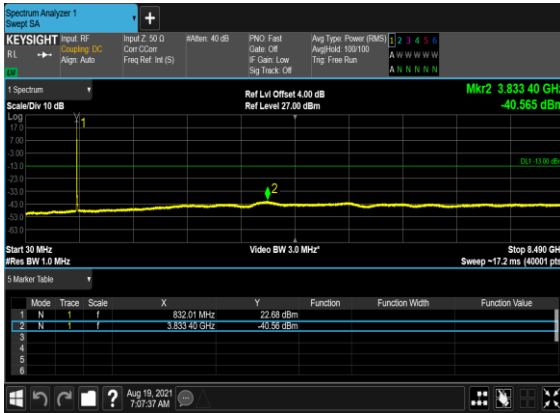 Spectrum Analyzer 1
Swept SA
+
KEYSIGHT Input: RF Input Z: 50 Ω #Atten: 40 dB PNO: Fast Avg Type: Power (RMS) 1 2 3 4 5 6
RL Coupling: DC Corr CCorr Gate: Off Avg|Hold: 100/100 A W W W W W
Align: Auto Freq Ref: Int (S) IF Gain: Low Trig: Free Run
Sig Track: Off A N N N N N
1 Spectrum
Scale/Div 10 dB
Ref Lvl Offset 4.00 dB
Ref Level 27.00 dBm
Mkr2 3.833 40 GHz
-40.565 dBm
Log
17.0
7.00
-3.00
-13.0
-23.0
-33.0
-43.0
-53.0
-63.0
1
2
DL1 -13.00 dBm
Start 30 MHz Video BW 3.0 MHz* Stop 8.490 GHz
#Res BW 1.0 MHz Sweep ~17.2 ms (40001 pts)
5 Marker Table
Mode Trace Scale X Y Function Function Width Function Value
1 N 1 f 832.01 MHz 22.68 dBm
2 N 1 f 3.833 40 GHz -40.56 dBm
3
4
5
6
? Aug 19, 2021
7:07:37 AM